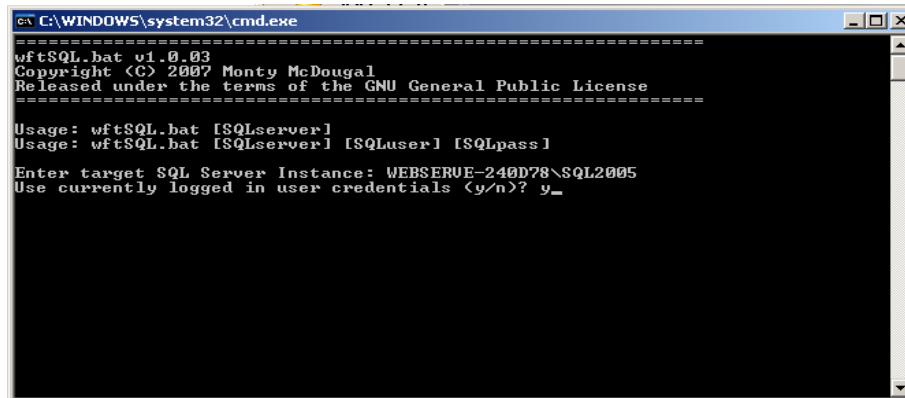 C:\WINDOWS\system32\cmd.exe
================================================================
wftSQL.bat v1.0.03
Copyright (C) 2007 Monty McDougal
Released under the terms of the GNU General Public License
================================================================
Usage: wftSQL.bat [SQLserver]
Usage: wftSQL.bat [SQLserver] [SQLuser] [SQLpass]
Enter target SQL Server Instance: WEBSERVE-240D78\SQL2005
Use currently logged in user credentials (y/n)? y_